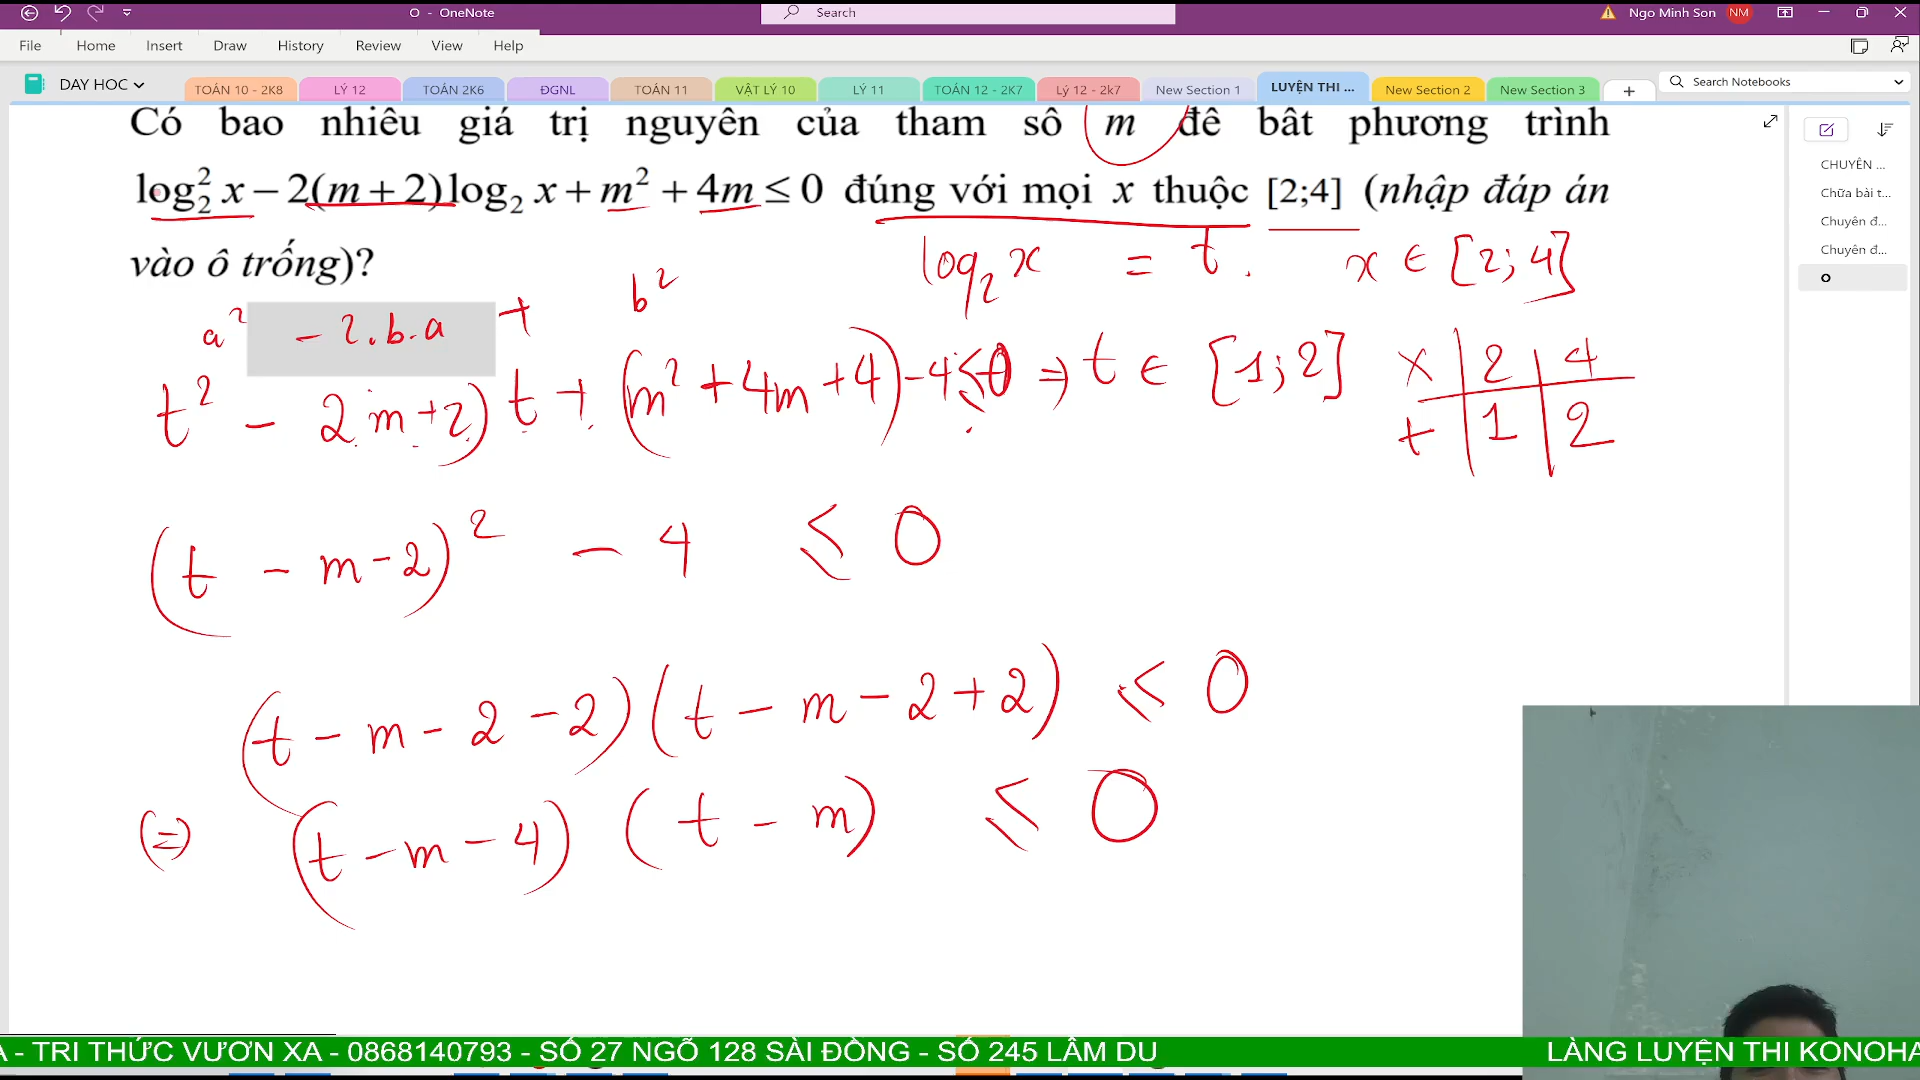 O - OneNote
Search
Ngo Minh Son NM
File Home Insert Draw History Review View Help
DAY HOC
TOÁN 10 - 2K8 LÝ 12 TOÁN 2K6 ĐGNL TOÁN 11 VẬT LÝ 10 LÝ 11 TOÁN 12 - 2K7 Lý 12 - 2k7 New Section 1 LUYỆN THI ... New Section 2 New Section 3 +
Search Notebooks
CHUYÊN ...
Chữa bài t...
Chuyên đ...
Chuyên đ...
O
Có bao nhiêu giá trị nguyên của tham số m để bất phương trình
log₂² x − 2(m + 2)log₂ x + m² + 4m ≤ 0 đúng với mọi x thuộc [2;4] (nhập đáp án
vào ô trống)?
log₂ x = t. x ∈ [2; 4]
a² - 2.b.a + b²
t² - 2 m+2) t + (m² + 4m + 4) - 4 ≤ 0 ⇒ t ∈ [1; 2]
x 2 4
t 1 2
(t - m - 2)² - 4 ≤ 0
(t - m - 2 - 2)(t - m - 2 + 2) ≤ 0
(=) (t - m - 4) (t - m) ≤ 0
A - TRI THỨC VƯƠN XA - 0868140793 - SỐ 27 NGÕ 128 SÀI ĐỒNG - SỐ 245 LÂM DU
LÀNG LUYỆN THI KONOHA